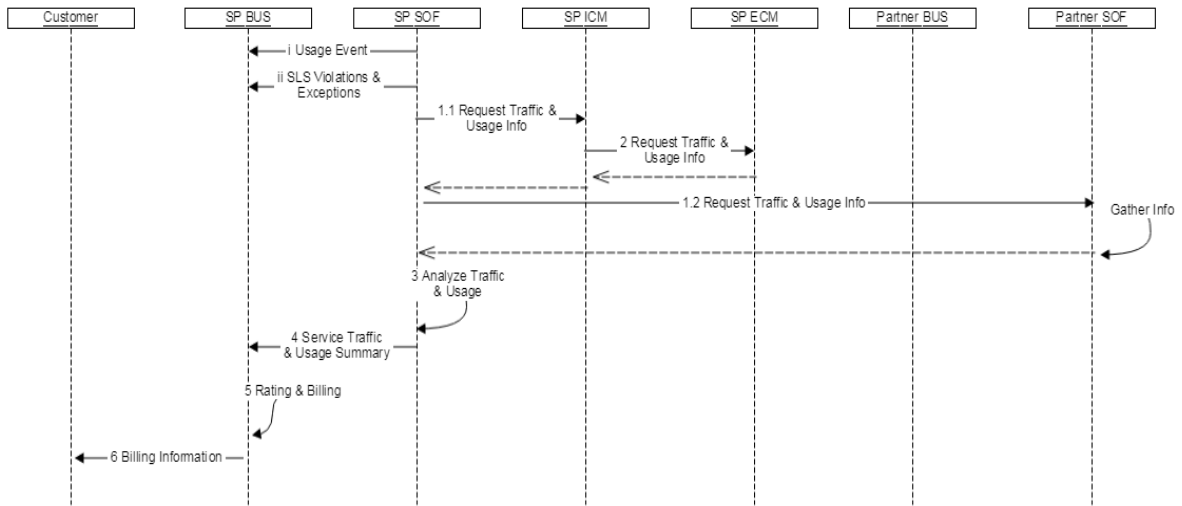 Customer
SP BUS
SP SOF
SP ICM
SP ECM
Partner BUS
Partner SOF
i Usage Event
ii SLS Violations &
Exceptions
1.1 Request Traffic &
Usage Info
2 Request Traffic &
Usage Info
1.2 Request Traffic & Usage Info
Gather Info
3 Analyze Traffic
& Usage
4 Service Traffic
& Usage Summary
5 Rating & Billing
6 Billing Information